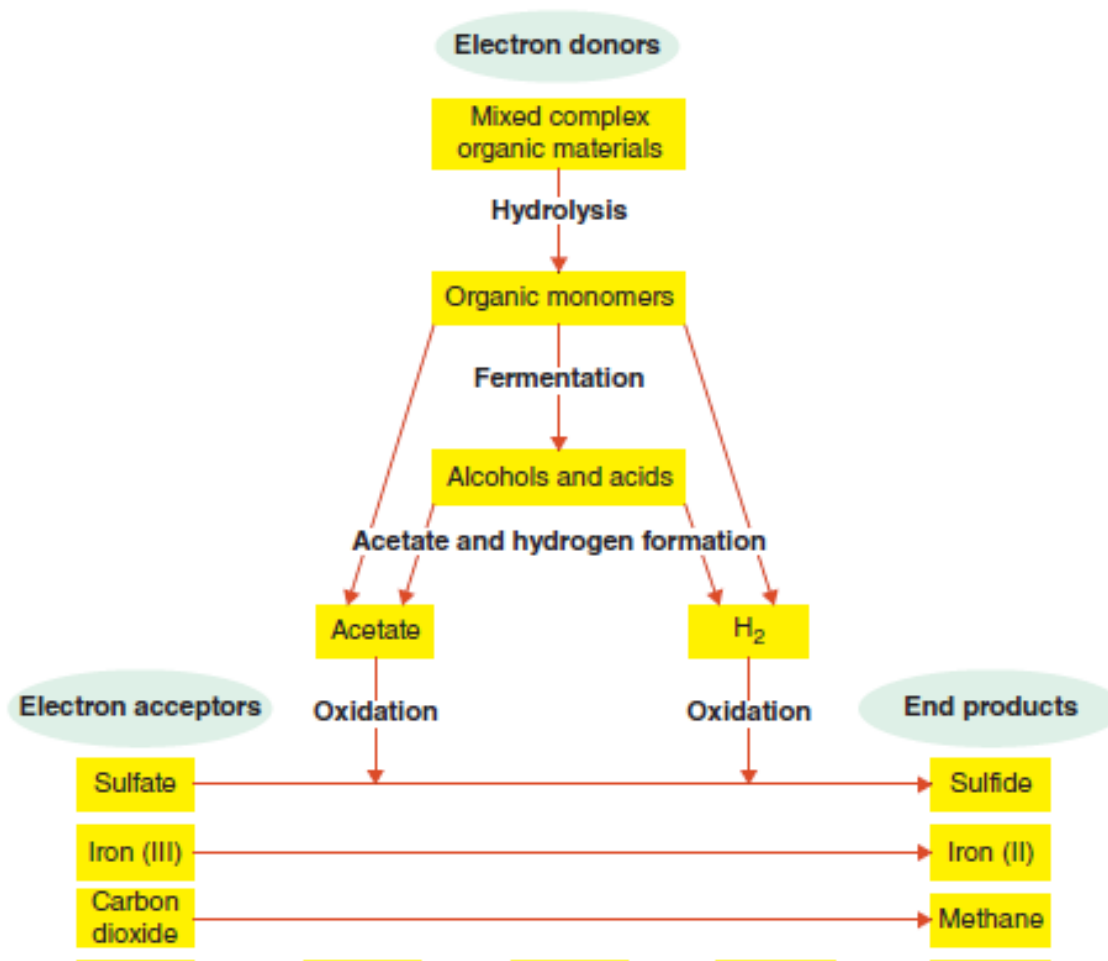 Electron donors
Mixed complex
organic materials
Hydrolysis
Organic monomers
Fermentation
Alcohols and acids
Acetate and hydrogen formation
Acetate
H₂
Electron acceptors
Oxidation
Oxidation
End products
Sulfate
Sulfide
Iron (III)
Iron (II)
Carbon
dioxide
Methane